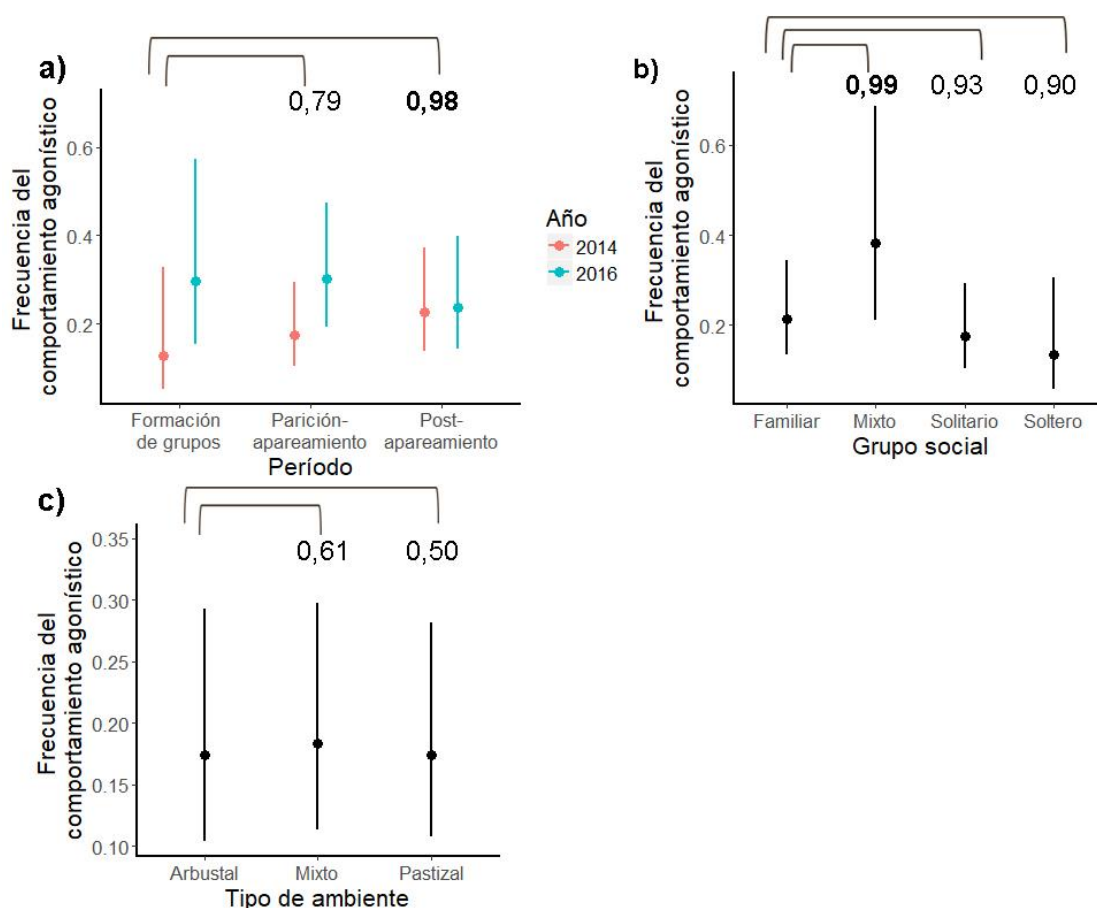 a)
0,79
0,98
Frecuencia del
comportamiento agonístico
0.6
0.4
0.2
Formación
de grupos
Parición-
apareamiento
Post-
apareamiento
Período
Año
2014
2016
b)
0,99
0,93
0,90
Frecuencia del
comportamiento agonístico
0.6
0.4
0.2
Familiar
Mixto
Solitario
Soltero
Grupo social
c)
0,61
0,50
Frecuencia del
comportamiento agonístico
0.35
0.30
0.25
0.20
0.15
0.10
Arbustal
Mixto
Pastizal
Tipo de ambiente